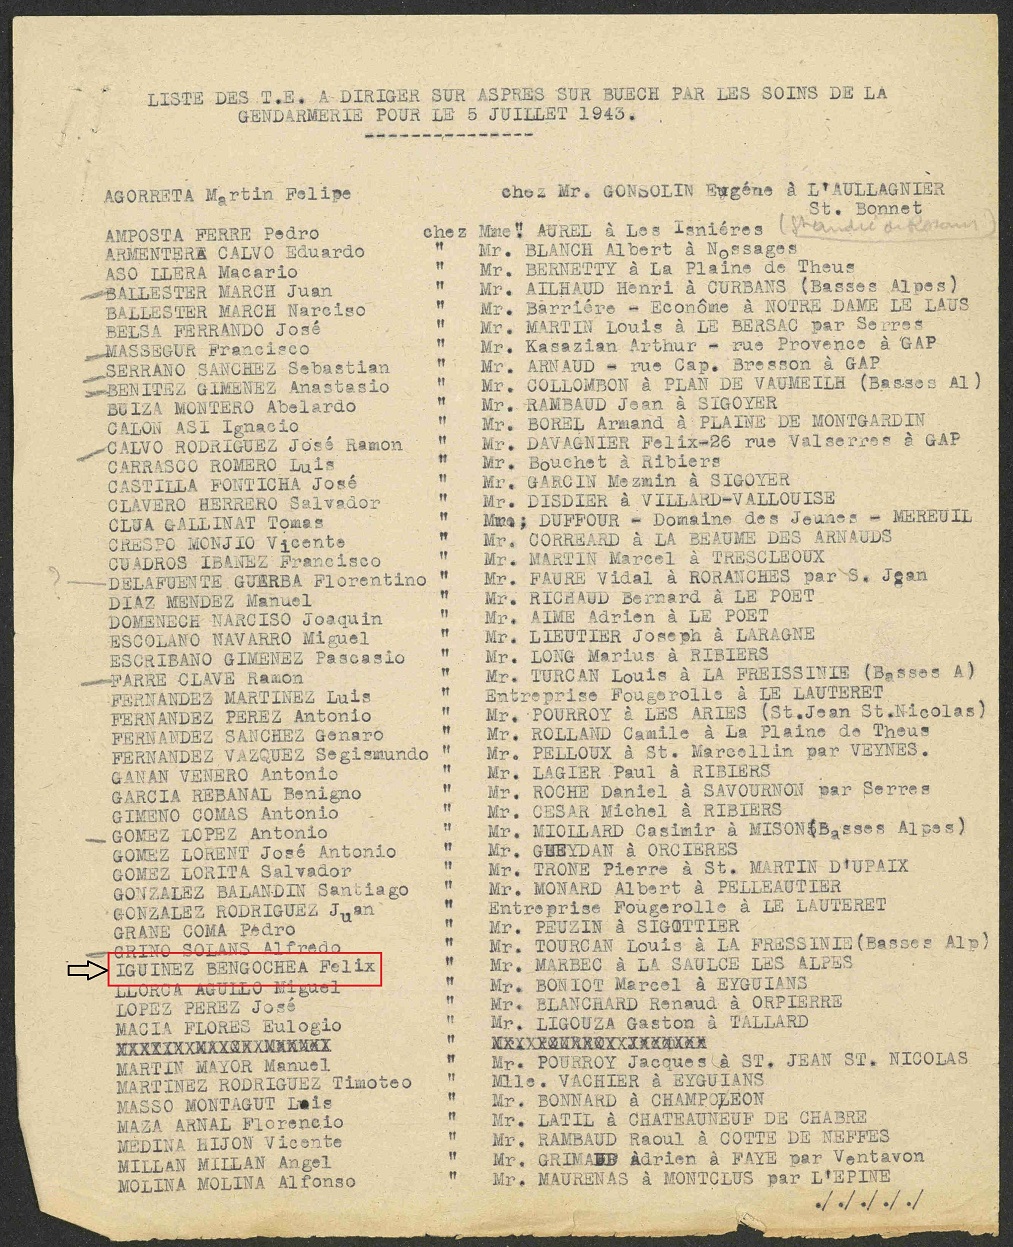 LISTE DES T.E. A DIRIGER SUR ASPRES SUR BUECH PAR LES SOINS DE LA
GENDARMERIE POUR LE 5 JUILLET 1943.
AGORRETA Martin Felipe chez Mr. GONSOLIN Eugéne à L'AULLAGNIER
St. Bonnet
(St André de Rosans)
AMPOSTA FERRE Pedro chez Mme! AUREL à Les Isniéres
ARMENTERA CALVO Eduardo " Mr. BLANCH Albert à Nossages
ASO LLERA Macario " Mr. BERNETTY à La Plaine de Theus
BALLESTER MARCH Juan " Mr. AILHAUD Henri à CURBANS (Basses Alpes)
BALLESTER MARCH Narciso " Mr. Barriére - Econôme à NOTRE DAME LE LAUS
BELSA FERRANDO José " Mr. MARTIN Louis à LE BERSAC par Serres
MASSEGUR Francisco " Mr. Kasazian Arthur - rue Provence à GAP
SERRANO SANCHEZ Sebastian " Mr. ARNAUD - rue Cap. Bresson à GAP
BENITEZ GIMENEZ Anastasio " Mr. COLLOMBON à PLAN DE VAUMEILH (Basses Al)
BUIZA MONTERO Abelardo " Mr. RAMBAUD Jean à SIGOYER
CALON ASI Ignacio " Mr. BOREL Armand à PLAINE DE MONTGARDIN
CALVO RODRIGUEZ José Ramon " Mr. DAVAGNIER Felix-26 rue Valserres à GAP
CARRASCO ROMERO Luis " Mr. Bouchet à Ribiers
CASTILLA FONTICHA José " Mr. GARCIN Mezmin à SIGOYER
CLAVERO HERRERO Salvador " Mr. DISDIER à VILLARD-VALLOUISE
CLUA GALLINAT Tomas " Mme; DUFFOUR - Domaine des Jeunes - MEREUIL
CRESPO MONJIO Vicente " Mr. CORREARD à LA BEAUME DES ARNAUDS
CUADROS IBANEZ Francisco " Mr. MARTIN Marcel à TRESCLEOUX
? DELAFUENTE GUERBA Florentino " Mr. FAURE Vidal à RORANCHES par S. Jean
DIAZ MENDEZ Manuel " Mr. RICHAUD Bernard à LE POET
DOMENECH NARCISO Joaquin " Mr. AIME Adrien à LE POET
ESCOLANO NAVARRO Miguel " Mr. LIEUTIER Joseph à LARAGNE
ESCRIBANO GIMENEZ Pascasio " Mr. LONG Marius à RIBIERS
FARRE CLAVE Ramon " Mr. TURCAN Louis à LA FREISSINIE (Basses A)
FERNANDEZ MARTINEZ Luis " Entreprise Fougerolle à LE LAUTERET
FERNANDEZ PEREZ Antonio " Mr. POURROY à LES ARIES (St.Jean St.Nicolas)
FERNANDEZ SANCHEZ Genaro " Mr. ROLLAND Camile à La Plaine de Theus
FERNANDEZ VAZQUEZ Segismundo " Mr. PELLOUX à St. Marcellin par VEYNES.
GANAN VENERO Antonio " Mr. LAGIER Paul à RIBIERS
GARCIA REBANAL Benigno " Mr. ROCHE Daniel à SAVOURNON par Serres
GIMENO COMAS Antonio " Mr. CESAR Michel à RIBIERS
GOMEZ LOPEZ Antonio " Mr. MIOLLARD Casimir à MISON(Basses Alpes)
GOMEZ LORENT José Antonio " Mr. GUEYDAN à ORCIERES
GOMEZ LORITA Salvador " Mr. TRONE Pierre à St. MARTIN D'UPAIX
GONZALEZ BALANDIN Santiago " Mr. MONARD Albert à PELLEAUTIER
GONZALEZ RODRIGUEZ Juan " Entreprise Fougerolle à LE LAUTERET
GRANE COMA Pedro " Mr. PEUZIN à SIGOTTIER
GRINO SOLANS Alfredo " Mr. TOURCAN Louis à LA FRESSINIE(Basses Alp)
IGUINEZ BENGOCHEA Felix " Mr. MARBEC à LA SAULCE LES ALPES
LLORCA AGULLO Miguel " Mr. BONIOT Marcel à EYGUIANS
LOPEZ PEREZ José " Mr. BLANCHARD Renaud à ORPIERRE
MACIA FLORES Eulogio " Mr. LIGOUZA Gaston à TALLARD
"
MARTIN MAYOR Manuel " Mr. POURROY Jacques à ST. JEAN ST. NICOLAS
MARTINEZ RODRIGUEZ Timoteo " Mlle. VACHIER à EYGUIANS
MASSO MONTAGUT Luis " Mr. BONNARD à CHAMPOLEON
MAZA ARNAL Florencio " Mr. LATIL à CHATEAUNEUF DE CHABRE
MEDINA HIJON Vicente " Mr. RAMBAUD Raoul à COTTE DE NEFFES
MILLAN MILLAN Angel " Mr. GRIMAUD Adrien à FAYE par Ventavon
MOLINA MOLINA Alfonso " Mr. MAURENAS à MONTCLUS par L'EPINE
./././././